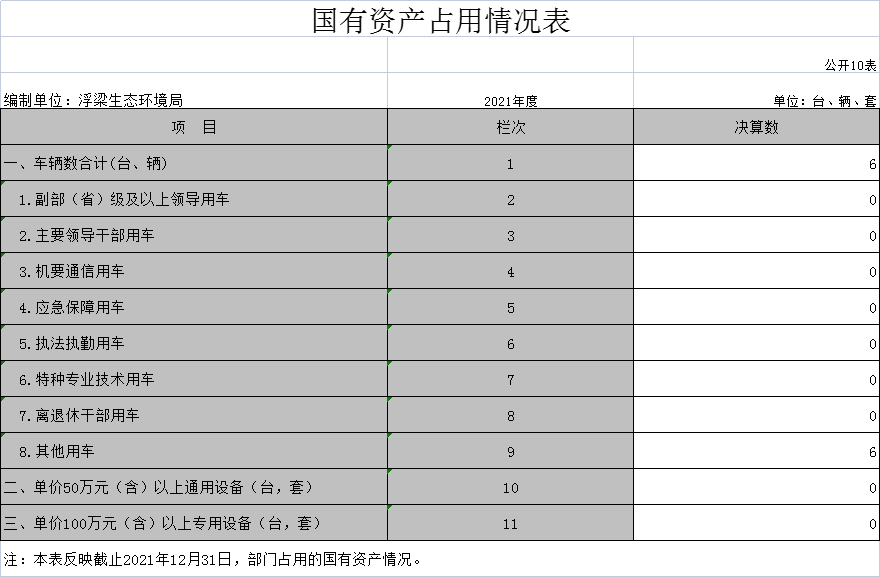 国有资产占用情况表
公开10表
编制单位：浮梁生态环境局 2021年度 单位：台、辆、套
项 目 栏次 决算数
一、车辆数合计(台、辆) 1 6
1.副部（省）级及以上领导用车 2 0
2.主要领导干部用车 3 0
3.机要通信用车 4 0
4.应急保障用车 5 0
5.执法执勤用车 6 0
6.特种专业技术用车 7 0
7.离退休干部用车 8 0
8.其他用车 9 6
二、单价50万元（含）以上通用设备（台，套） 10 0
三、单价100万元（含）以上专用设备（台，套） 11 0
注：本表反映截止2021年12月31日，部门占用的国有资产情况。